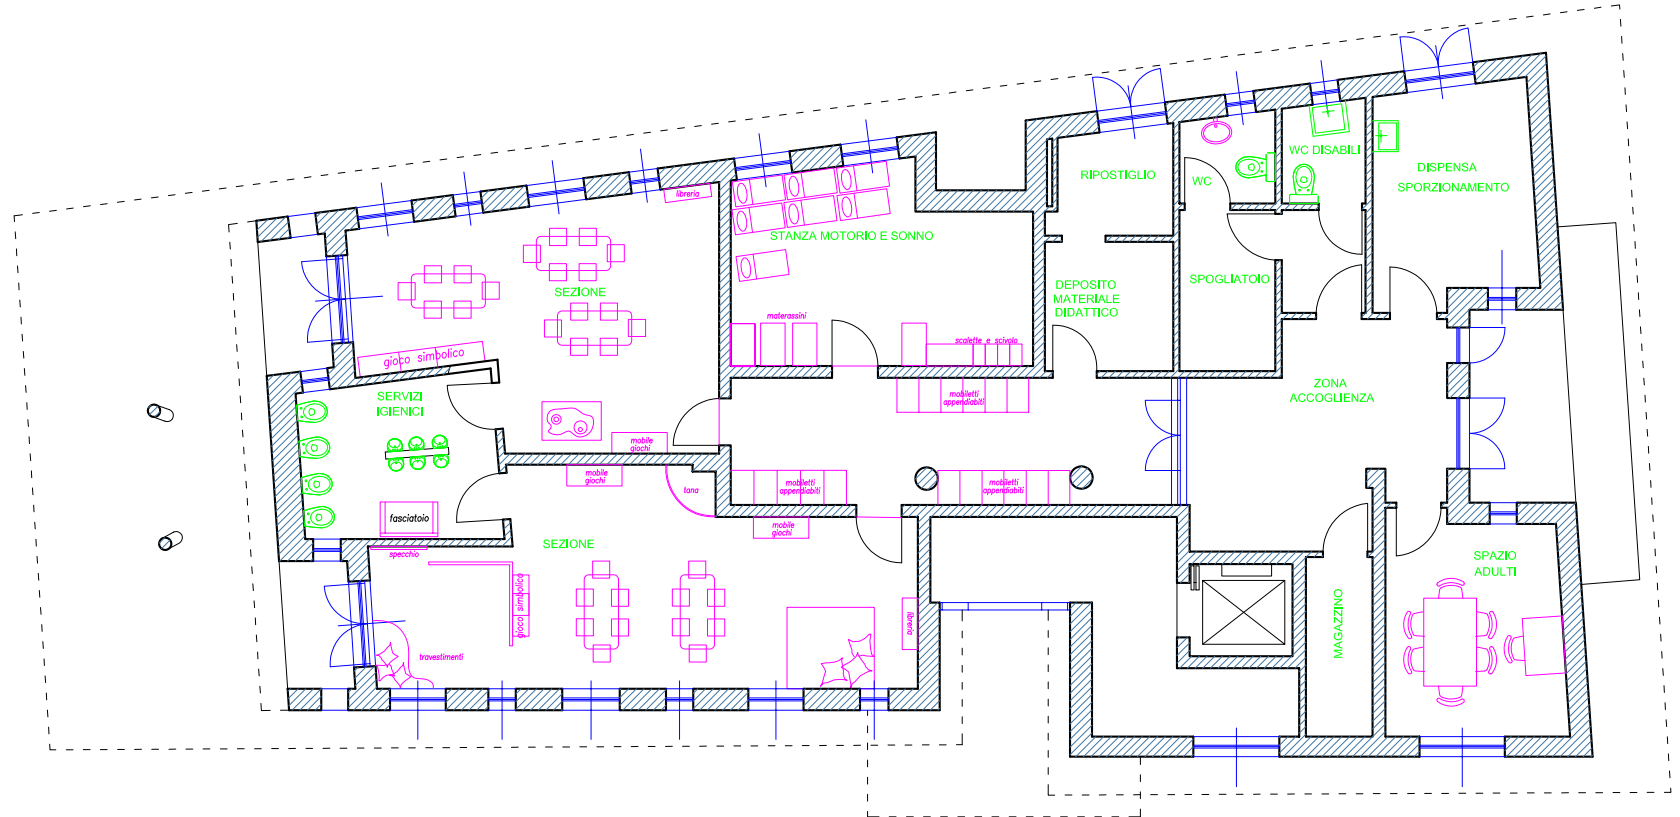 libreria
RIPOSTIGLIO
WC
WC DISABILI
DISPENSA
SPORZIONAMENTO
STANZA MOTORIO E SONNO
SEZIONE
DEPOSITO
MATERIALE
DIDATTICO
SPOGLIATOIO
materassini
scalette e scivolo
gioco simbolico
SERVIZI
IGIENICI
mobiletti
appendiabiti
ZONA
ACCOGLIENZA
mobile
giochi
mobile
giochi
tana
mobiletti
appendiabiti
mobiletti
appendiabiti
fasciatoio
mobile
giochi
specchio
SEZIONE
gioco simbolico
travestimenti
libreria
MAGAZZINO
SPAZIO
ADULTI